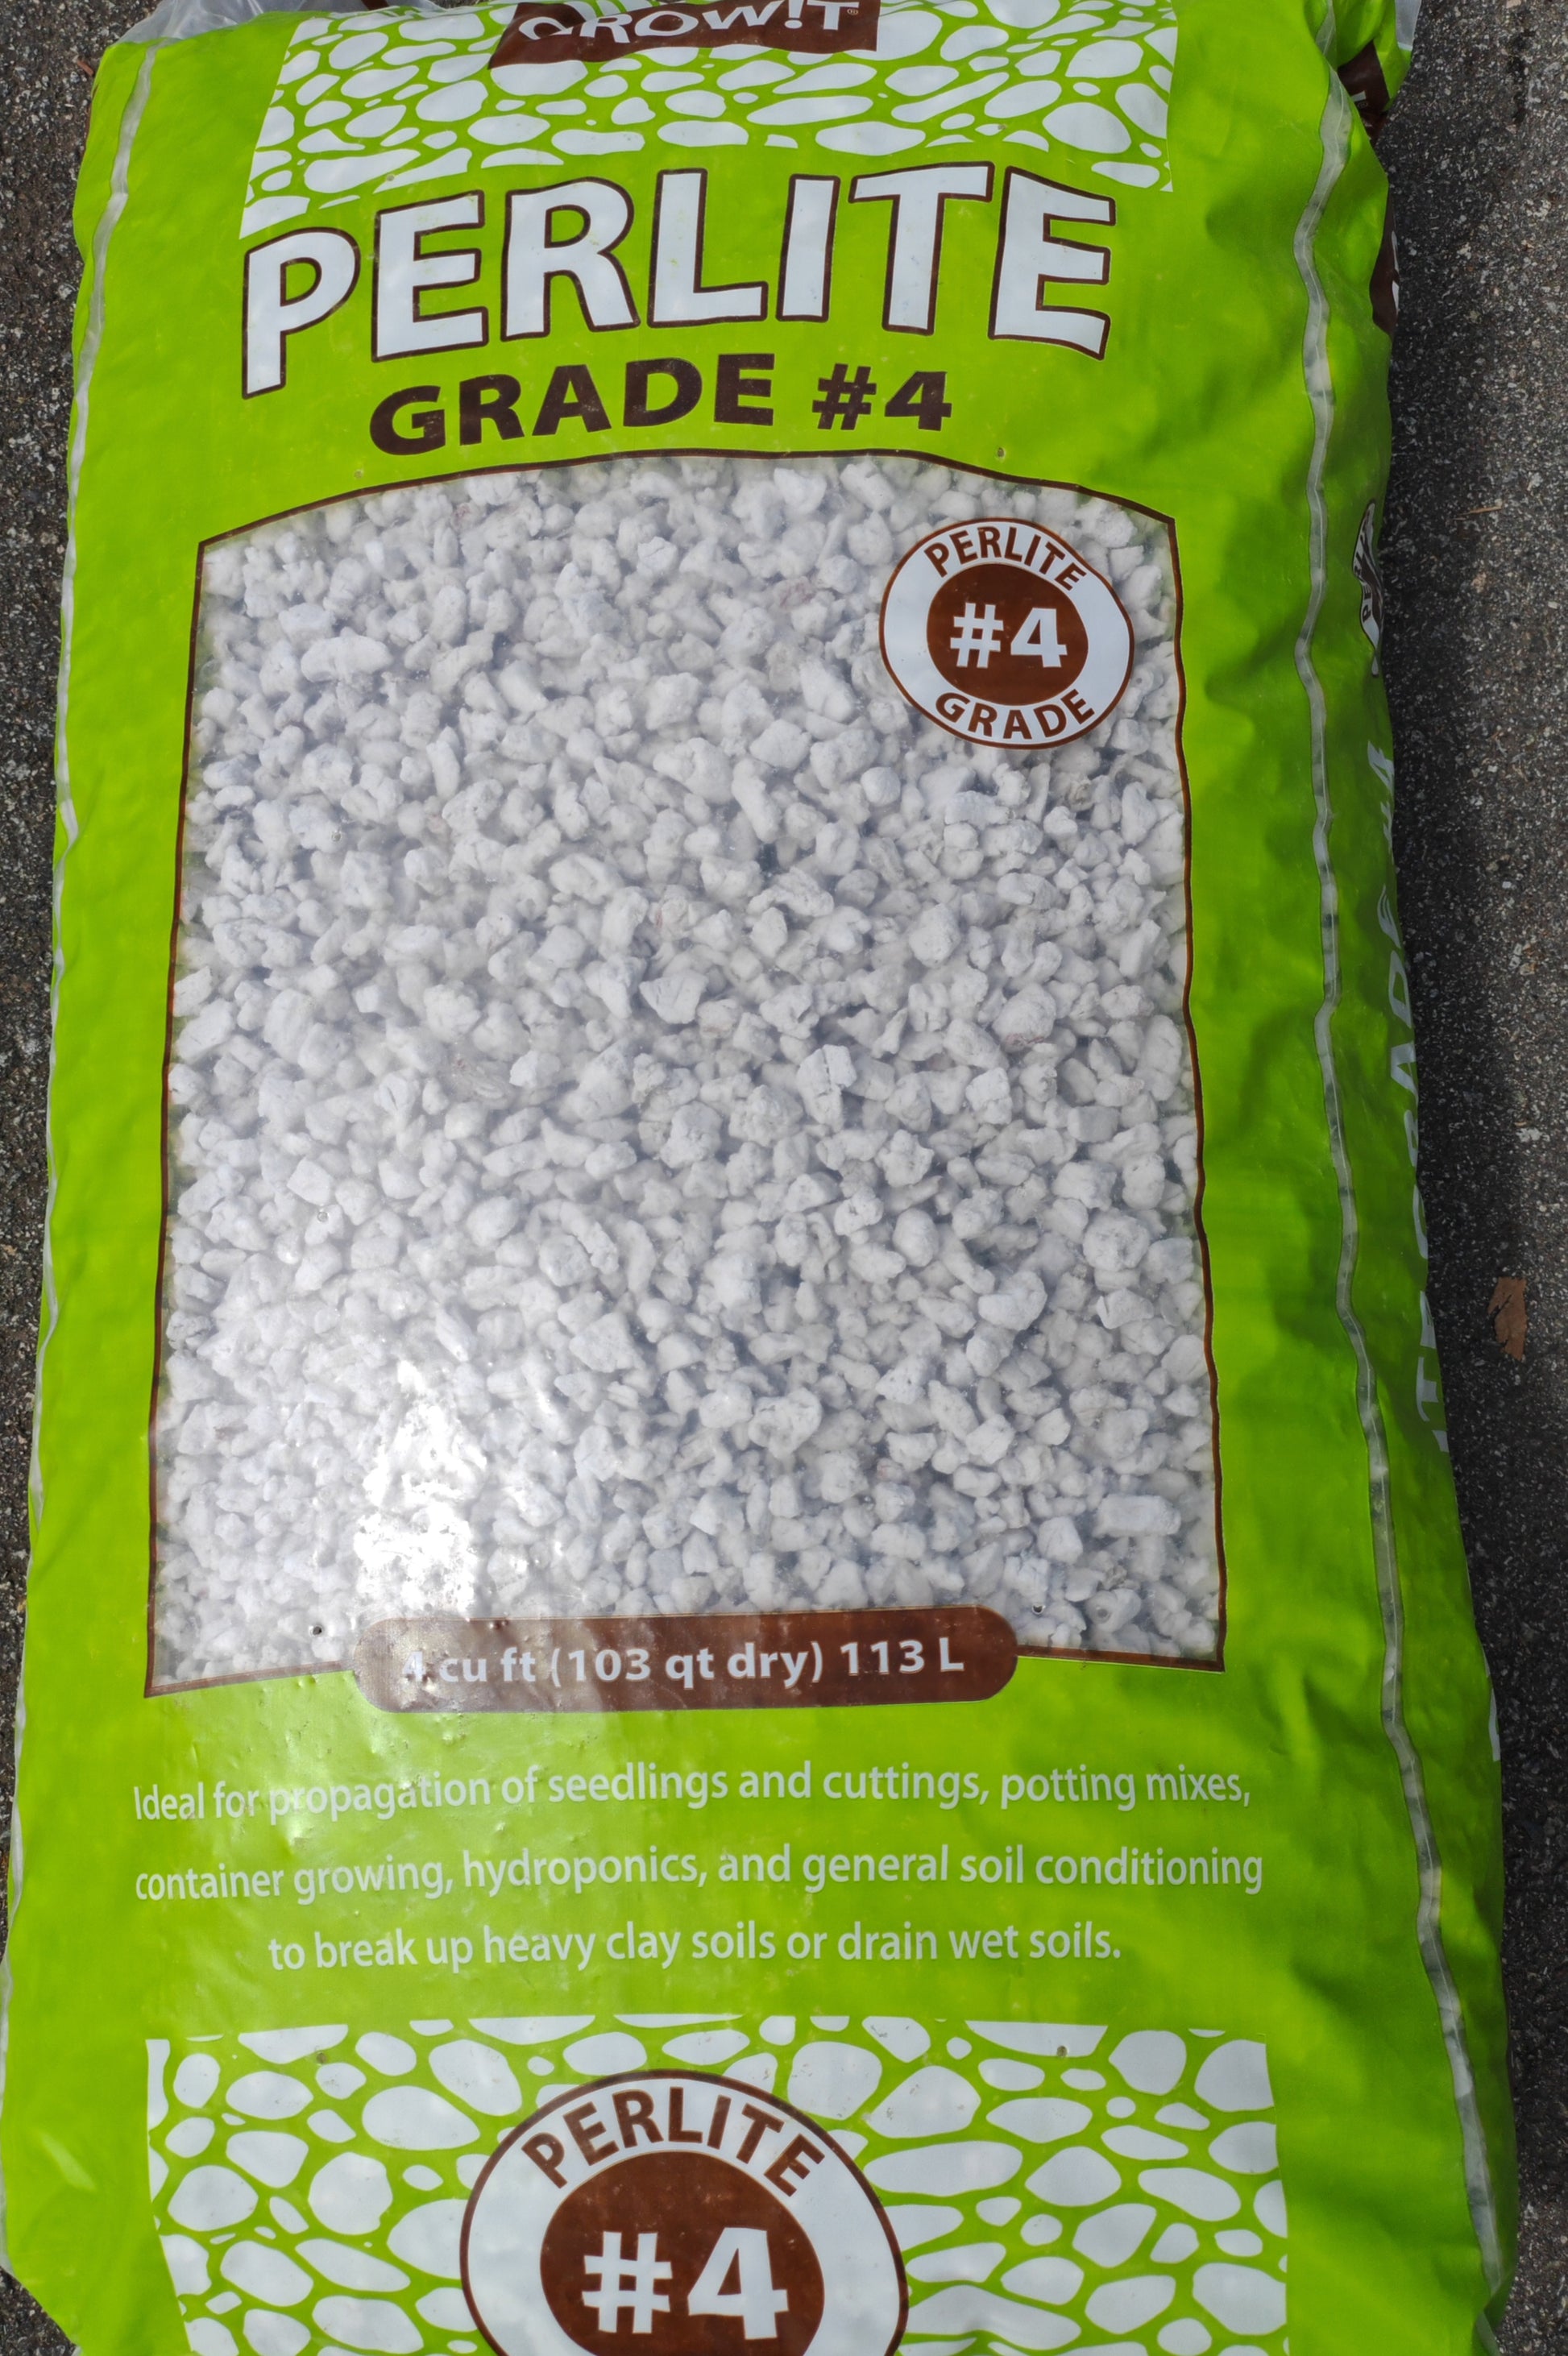 GROW!T®
PERLITE
GRADE #4
PERLITE
#4
GRADE
4 cu ft (103 qt dry) 113 L
Ideal for propagation of seedlings and cuttings, potting mixes,
container growing, hydroponics, and general soil conditioning
to break up heavy clay soils or drain wet soils.
PERLITE
#4